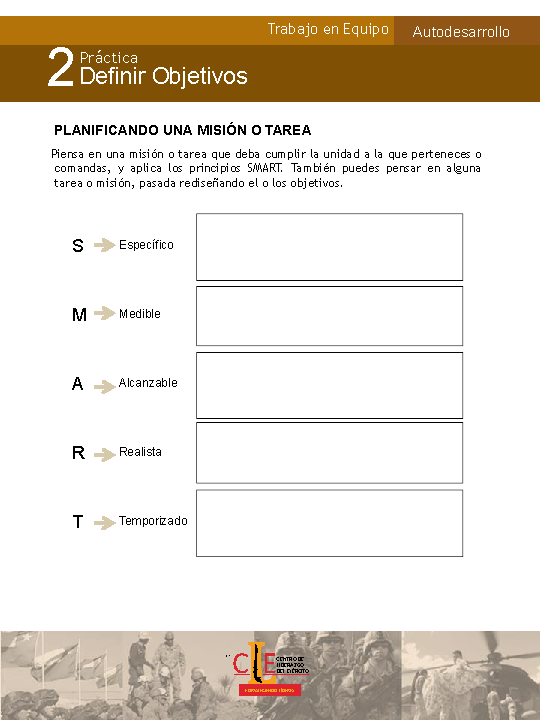 Trabajo en Equipo
Autodesarrollo
2
Práctica
Definir Objetivos
PLANIFICANDO UNA MISIÓN O TAREA
Piensa en una misión o tarea que deba cumplir la unidad a la que perteneces o
comandas, y aplica los principios SMART. También puedes pensar en alguna
tarea o misión, pasada rediseñando el o los objetivos.
S Específico
M Medible
A Alcanzable
R Realista
T Temporizado
CLE
CENTRO DE
LIDERAZGO
DEL EJÉRCITO